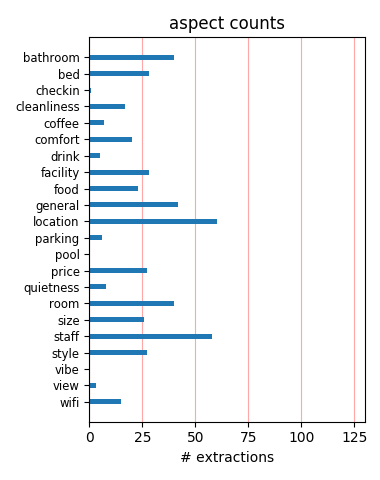 aspect counts
bathroom
bed
checkin
cleanliness
coffee
comfort
drink
facility
food
general
location
parking
pool
price
quietness
room
size
staff
style
vibe
view
wifi
0 25 50 75 100 125
# extractions